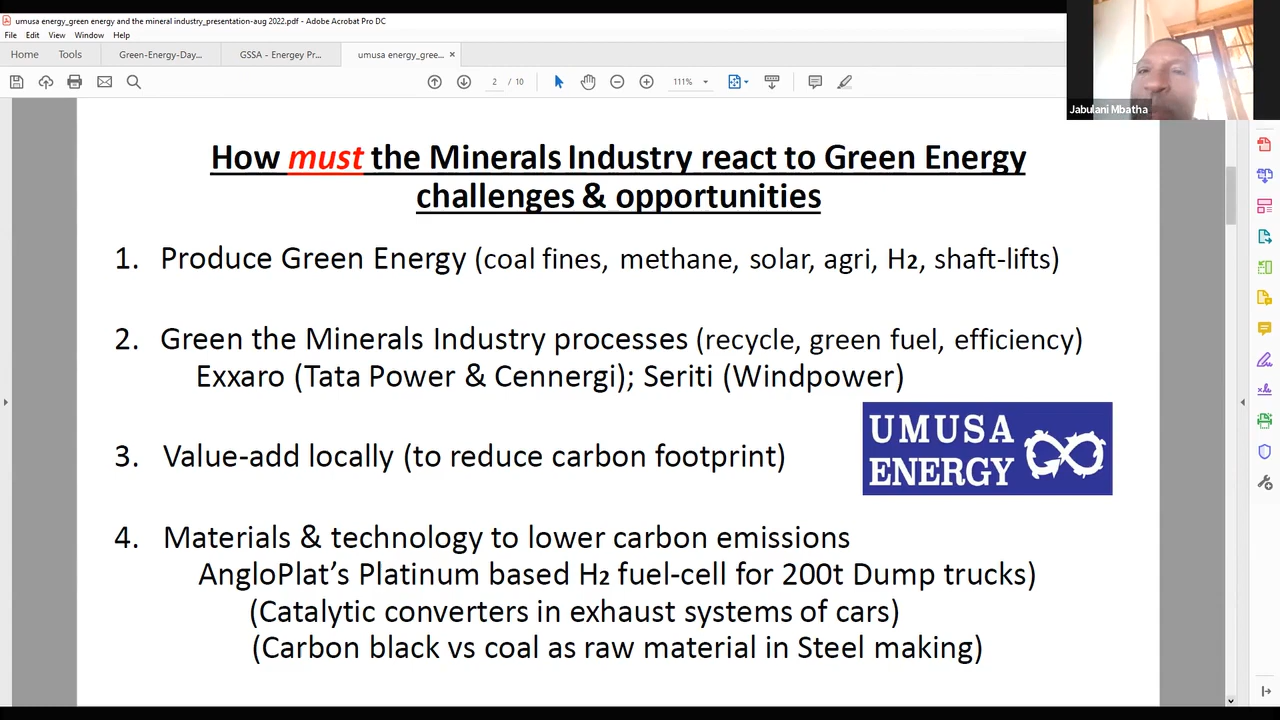 umusa energy_green energy and the mineral industry_presentation-aug 2022.pdf - Adobe Acrobat Pro DC
File Edit View Window Help
Home Tools Green-Energy-Day... GSSA - Energey Pr... umusa energy_gree... ×
2 / 10 111%
Jabulani Mbatha
How must the Minerals Industry react to Green Energy
challenges & opportunities
1. Produce Green Energy (coal fines, methane, solar, agri, H2, shaft-lifts)
2. Green the Minerals Industry processes (recycle, green fuel, efficiency)
Exxaro (Tata Power & Cennergi); Seriti (Windpower)
3. Value-add locally (to reduce carbon footprint)
UMUSA
ENERGY
4. Materials & technology to lower carbon emissions
AngloPlat's Platinum based H2 fuel-cell for 200t Dump trucks)
(Catalytic converters in exhaust systems of cars)
(Carbon black vs coal as raw material in Steel making)